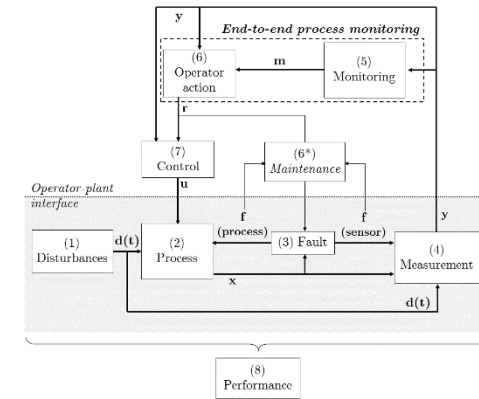 y
End-to-end process monitoring
(6)
Operator
action
m
(5)
Monitoring
r
(7)
Control
(6*)
Maintenance
u
Operator-plant
interface
f
(process)
f
(sensor)
y
(1)
Disturbances
d(t)
(2)
Process
(3) Fault
(4)
Measurement
x
d(t)
(8)
Performance